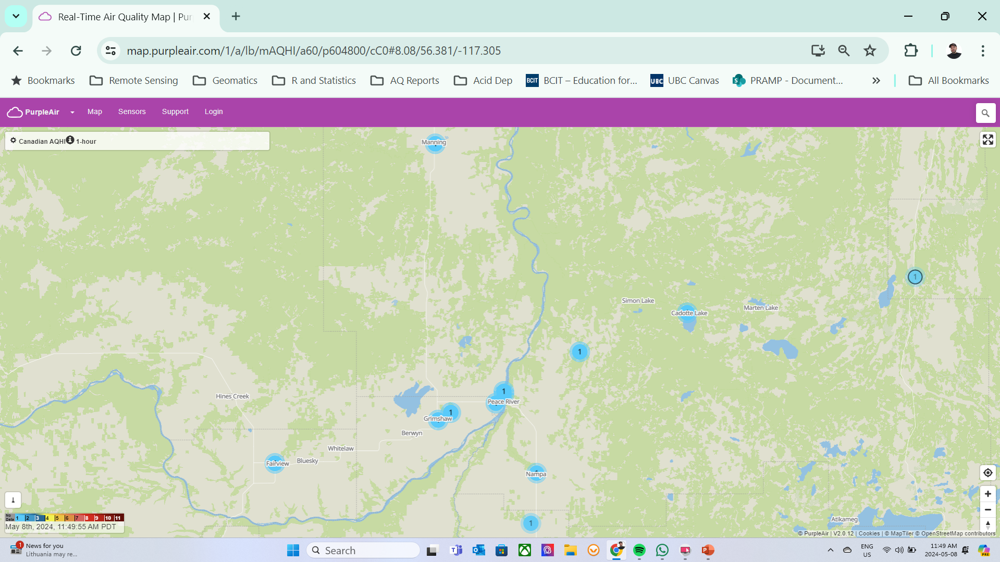 Real-Time Air Quality Map | Pur
map.purpleair.com/1/a/lb/mAQHI/a60/p604800/cC0#8.08/56.381/-117.305
Bookmarks Remote Sensing Geomatics R and Statistics AQ Reports Acid Dep BCIT BCIT – Education for... UBC UBC Canvas S PRAMP - Document... » All Bookmarks
PurpleAir Map Sensors Support Login
Canadian AQHI 1-hour
Manning
1
Simon Lake
Marten Lake
Cadotte Lake
1
1
Hines Creek
Peace River
1
Grimshaw
Berwyn
Whitelaw
Bluesky
Fairview
Nampa
1
Atikameg
No Data 1 2 3 4 5 6 7 8 9 10 11
May 8th, 2024, 11:49:55 AM PDT
© PurpleAir | V2.0.12 | Cookies | © MapTiler © OpenStreetMap contributors
1
News for you
Lithuania may re...
Search
ENG
US
11:49 AM
2024-05-08
PRE